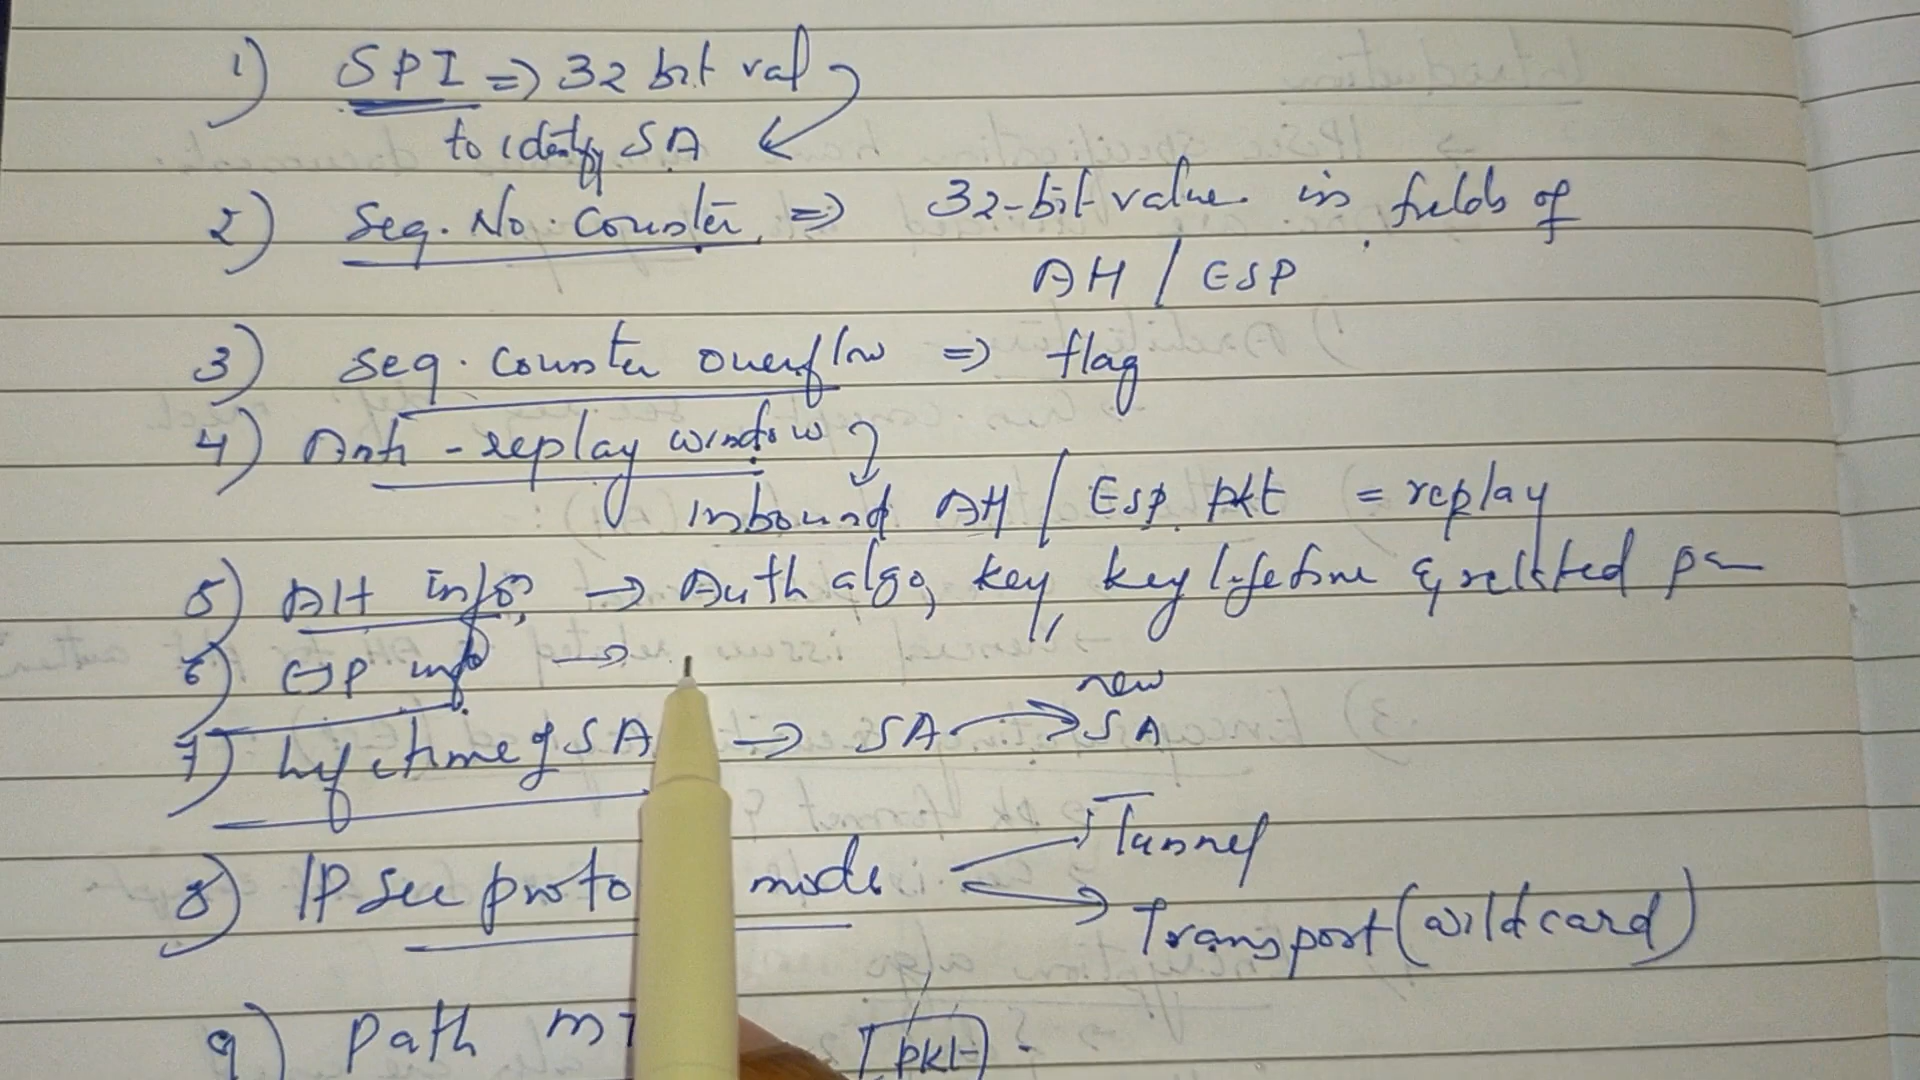 1) SPI => 32 bit val
to identify SA
2) Seq. No. Counter => 32-bit value in fields of
AH / ESP
3) Seq. Counter overflow => flag
4) Anti-replay window
inbound AH / ESP pkt = replay
5) AH info → Auth algo, key, key lifetime & related
6) ESP info → "
new
7) Lifetime of SA → SA → SA
8) IPSec proto mode
Tunnel
Transport (wildcard)
9) Path
pkt